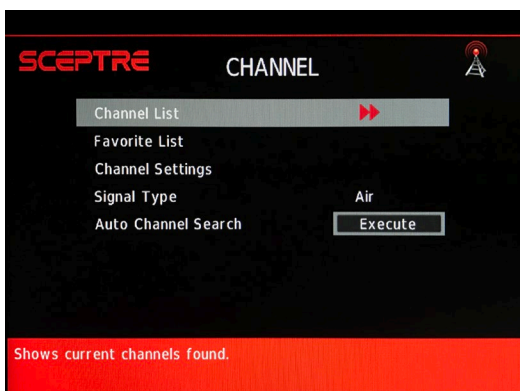 SCEPTRE
CHANNEL
Channel List
Favorite List
Channel Settings
Signal Type Air
Auto Channel Search Execute
Shows current channels found.